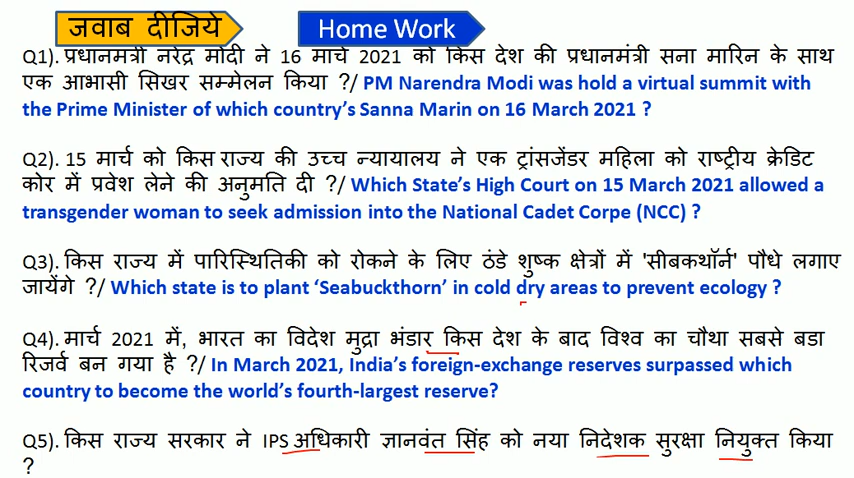 जवाब दीजिये
Home Work
Q1). प्रधानमत्री नरेद्र मोदी ने 16 मार्च 2021 को किस देश की प्रधानमंत्री सना मारिन के साथ
एक आभासी सिखर सम्मेलन किया ?/ PM Narendra Modi was hold a virtual summit with
the Prime Minister of which country's Sanna Marin on 16 March 2021 ?
Q2). 15 मार्च को किस राज्य की उच्च न्यायालय ने एक ट्रांसजेंडर महिला को राष्ट्रीय क्रेडिट
कोर में प्रवेश लेने की अनुमति दी ?/ Which State's High Court on 15 March 2021 allowed a
transgender woman to seek admission into the National Cadet Corpe (NCC) ?
Q3). किस राज्य में पारिस्थितिकी को रोकने के लिए ठंडे शुष्क क्षेत्रों में 'सीबकथॉर्न' पौधे लगाए
जायेंगे ?/ Which state is to plant ‘Seabuckthorn’ in cold dry areas to prevent ecology ?
Q4). मार्च 2021 में, भारत का विदेश मुद्रा भंडार किस देश के बाद विश्व का चौथा सबसे बडा
रिजर्व बन गया है ?/ In March 2021, India's foreign-exchange reserves surpassed which
country to become the world's fourth-largest reserve?
Q5). किस राज्य सरकार ने IPS अधिकारी ज्ञानवंत सिंह को नया निदेशक सुरक्षा नियुक्त किया
?